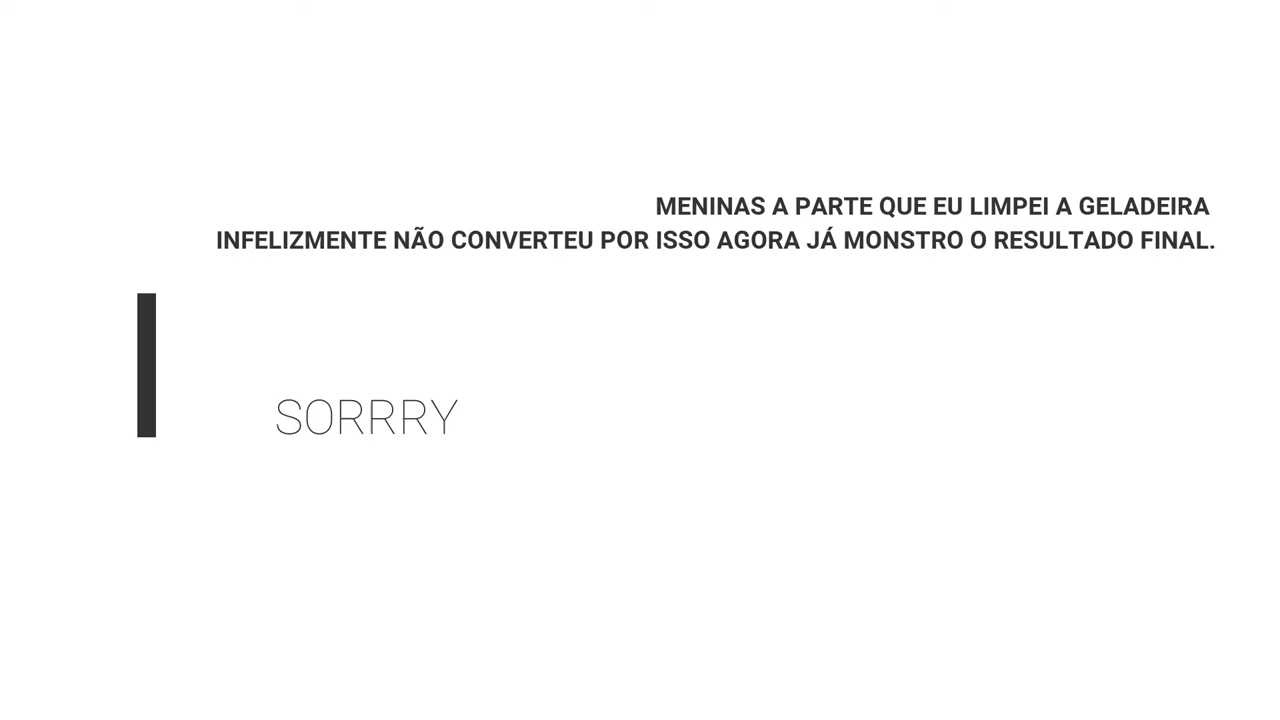 MENINAS A PARTE QUE EU LIMPEI A GELADEIRA
INFELIZMENTE NÃO CONVERTEU POR ISSO AGORA JÁ MONSTRO O RESULTADO FINAL.
SORRRY